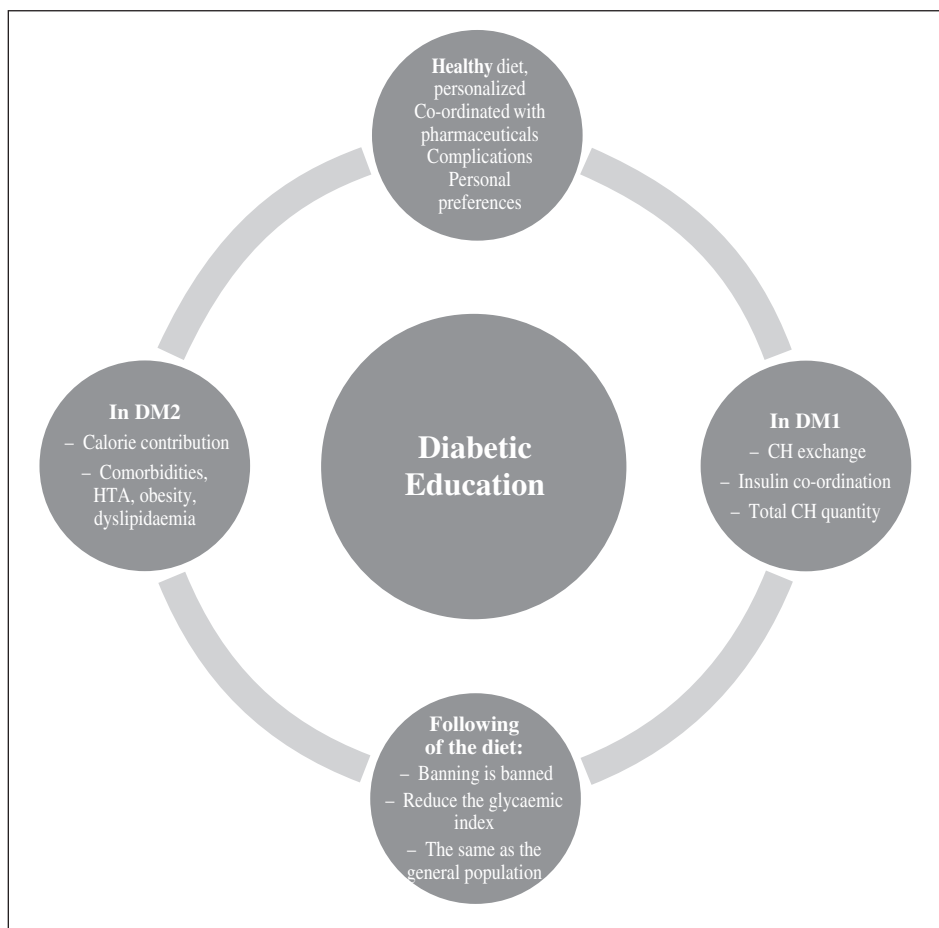 Healthy diet,
personalized
Co-ordinated with
pharmaceuticals
Complications
Personal
preferences
In DM2
– Calorie contribution
– Comorbidities,
HTA, obesity,
dyslipidaemia
Diabetic
Education
In DM1
– CH exchange
– Insulin co-ordination
– Total CH quantity
Following
of the diet:
– Banning is banned
– Reduce the glycaemic
index
– The same as the
general population